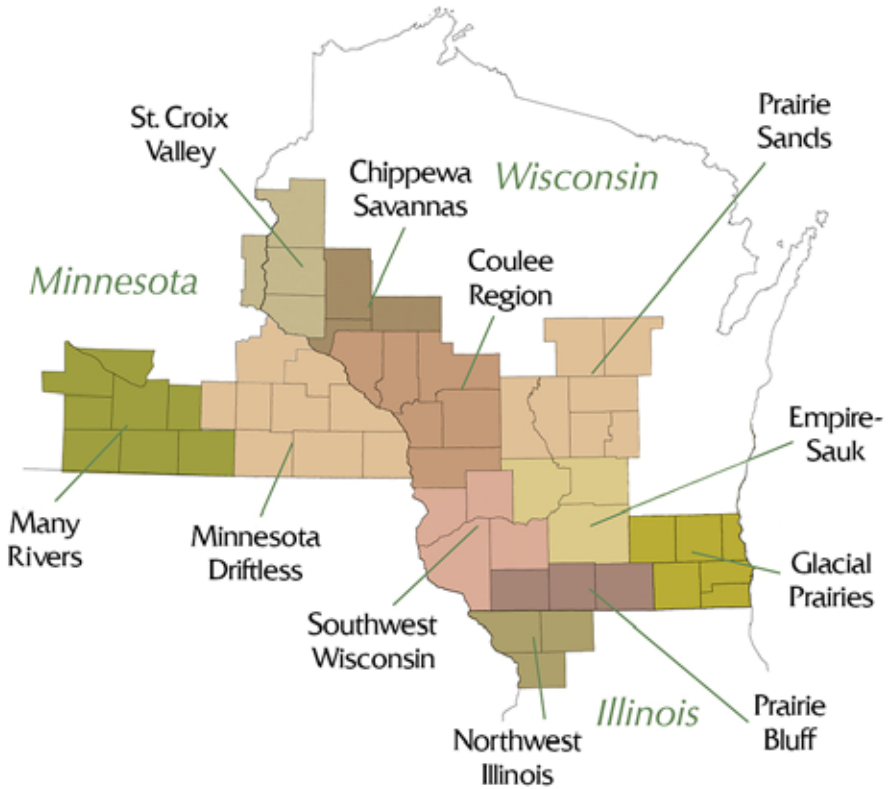 Prairie
Sands
St. Croix
Valley
Chippewa
Savannas
Wisconsin
Coulee
Region
Minnesota
Empire-
Sauk
Many
Rivers
Minnesota
Driftless
Glacial
Prairies
Southwest
Wisconsin
Illinois
Prairie
Bluff
Northwest
Illinois